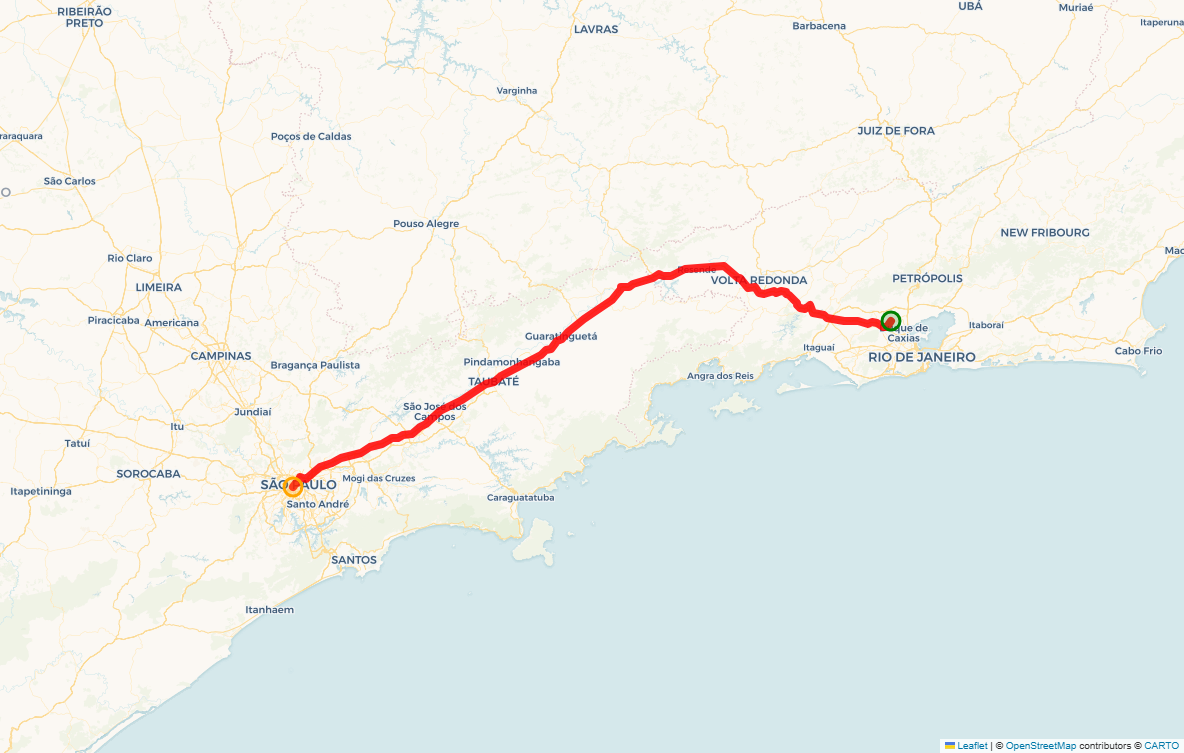 RIBEIRÃO
PRETO
LAVRAS
Barbacena
UBÁ
Muriaé
Itaperuna
Varginha
raraquara
Poços de Caldas
JUIZ DE FORA
São Carlos
Pouso Alegre
NEW FRIBOURG
Mac
Rio Claro
LIMEIRA
Resende
VOLTA REDONDA
PETRÓPOLIS
Piracicaba
Americana
Duque de
Caxias
Itaboraí
Guaratinguetá
Itaguaí
RIO DE JANEIRO
Cabo Frio
CAMPINAS
Bragança Paulista
Pindamonhangaba
TAUBATÉ
Angra dos Reis
Jundiaí
São José dos
Campos
Itu
Tatuí
SOROCABA
Mogi das Cruzes
SÃO PAULO
Itapetininga
Santo André
Caraguatatuba
SANTOS
Itanhaem
Leaflet | © OpenStreetMap contributors © CARTO